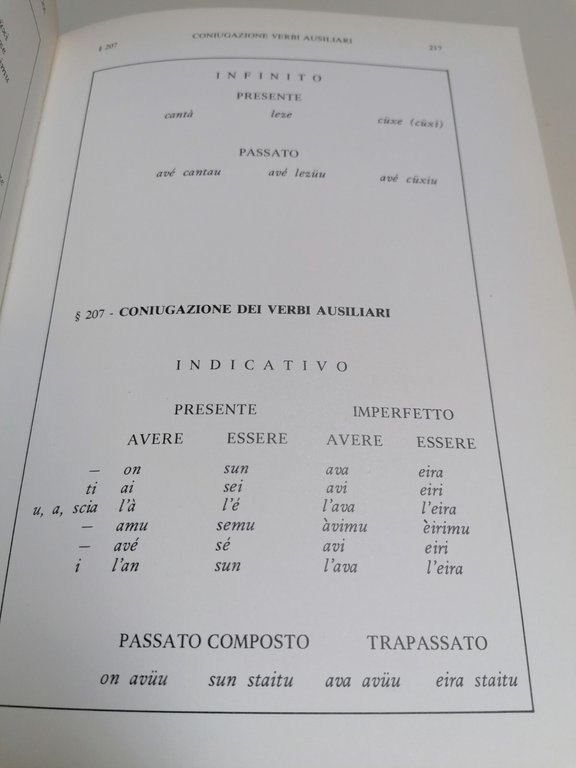 § 207 CONIUGAZIONE VERBI AUSILIARI 217
INFINITO
PRESENTE
cantà leze cüxe (cüxì)
PASSATO
avé cantau avé lezüu avé cüxiu
§ 207 - CONIUGAZIONE DEI VERBI AUSILIARI
INDICATIVO
PRESENTE IMPERFETTO
AVERE ESSERE AVERE ESSERE
— on sun ava eira
ti ai sei avi eiri
u, a, scia l'à l'é l'ava l'eira
— amu semu àvimu èirimu
— avé sé avi eiri
i l'an sun l'ava l'eira
PASSATO COMPOSTO TRAPASSATO
on avüu sun staitu ava avüu eira staitu